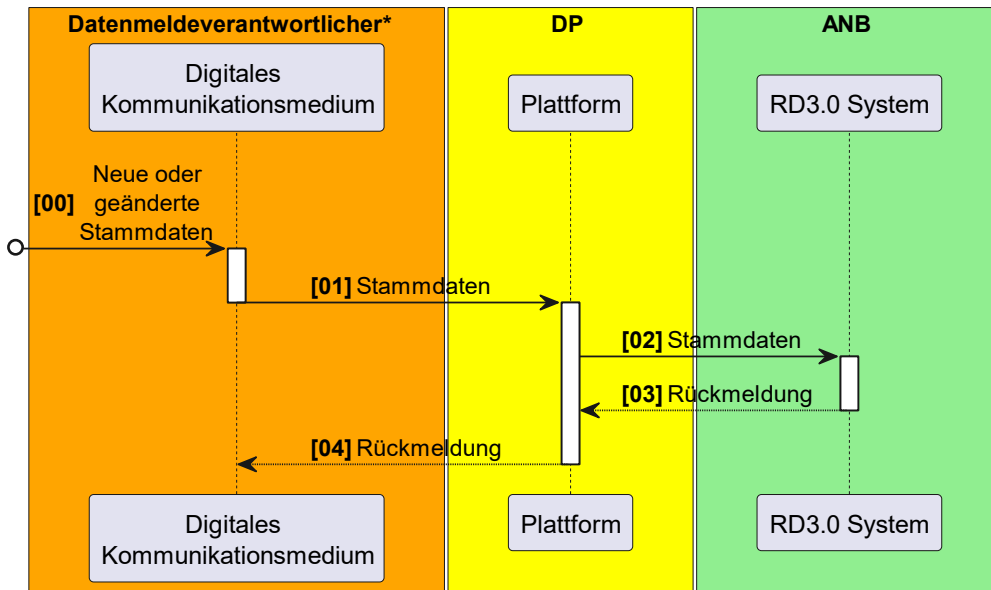 Datenmeldeverantwortlicher*
DP
ANB
Digitales
Kommunikationsmedium
Plattform
RD3.0 System
Neue oder
[00] geänderte
Stammdaten
[01] Stammdaten
[02] Stammdaten
[03] Rückmeldung
[04] Rückmeldung
Digitales
Kommunikationsmedium
Plattform
RD3.0 System